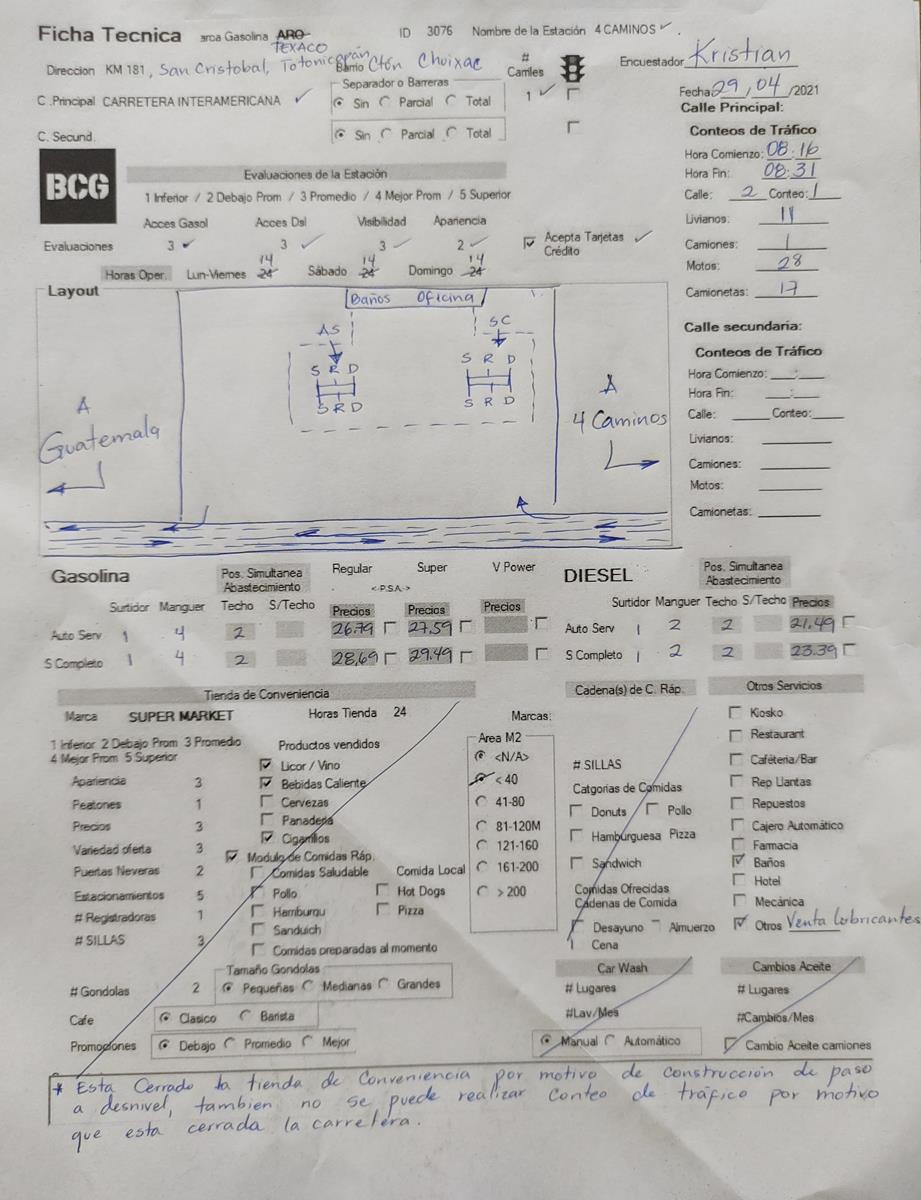 Ficha Tecnica arca Gasolina ARO TEXACO ID 3076 Nombre de la Estación 4 CAMINOS
Direccion KM 181, San Cristobal, Totonicapán Barrio Ctón Choixac # Carriles Encuestador Kristian
Separador o Barreras
C .Principal CARRETERA INTERAMERICANA Sin Parcial Total 1
Fecha 29,04/2021
C. Secund. Sin Parcial Total
Calle Principal:
Conteos de Tráfico
Hora Comienzo: 08:16
Hora Fin: 08:31
Calle: 2 Conteo: 1
Livianos: 11
Camiones: 1
Motos: 28
Camionetas: 17
BCG
Evaluaciones de la Estación
1 Inferior / 2 Debajo Prom / 3 Promedio / 4 Mejor Prom / 5 Superior
Acces Gasol Acces Dsl Visibilidad Apariencia
Evaluaciones 3 3 3 2 Acepta Tarjetas Crédito
Horas Oper. Lun-Viernes 14 24 Sábado 14 24 Domingo 14 24
Layout
Baños Oficina
AS SC
S R D S R D
S R D S R D
A Guatemala
A 4 Caminos
Calle secundaria:
Conteos de Tráfico
Hora Comienzo: __:__
Hora Fin: __:__
Calle: ____ Conteo: ____
Livianos:
Camiones:
Motos:
Camionetas:
Gasolina Pos. Simultanea Abastecimiento Regular Super V Power
<-P.S.A.->
Surtidor Manguer Techo S/Techo Precios Precios Precios
Auto Serv 1 4 2 26.79 27.59
S Completo 1 4 2 28.69 29.49
DIESEL Pos. Simultanea Abastecimiento
Surtidor Manguer Techo S/Techo Precios
Auto Serv 1 2 2 21.49
S Completo 1 2 2 23.39
Tienda de Conveniencia
Marca SUPER MARKET Horas Tienda 24
1 Inferior 2 Debajo Prom 3 Promedio
4 Mejor Prom 5 Superior
Apariencia 3
Peatones 1
Precios 3
Variedad oferta 3
Puertas Neveras 2
Estacionamientos 5
# Registradoras 1
# SILLAS 3
# Gondolas 2
Cafe Clasico Barista
Promociones Debajo Promedio Mejor
Productos vendidos
Licor / Vino
Bebidas Caliente
Cervezas
Panaderia
Cigarrillos
Modulo de Comidas Ráp.
Comidas Saludable Comida Local
Pollo Hot Dogs
Hamburgu Pizza
Sanduich
Comidas preparadas al momento
Tamaño Gondolas
Pequeñas Medianas Grandes
Marcas:
Area M2
<N/A>
< 40
41-80
81-120M
121-160
161-200
> 200
Cadena(s) de C. Ráp.
# SILLAS
Catgorias de Comidas
Donuts Pollo
Hamburguesa Pizza
Sandwich
Comidas Ofrecidas
Cadenas de Comida
Desayuno Almuerzo
Cena
Otros Servicios
Kiosko
Restaurant
Caféteria/Bar
Rep Llantas
Repuestos
Cajero Automático
Farmacia
Baños
Hotel
Mecánica
Otros Venta lubricantes
Car Wash
# Lugares
#Lav/Mes
Manual Automático
Cambios Aceite
# Lugares
#Cambios/Mes
Cambio Aceite camiones
* Esta Cerrado la tienda de Conveniencia por motivo de construcción de paso
a desnivel, tambien no se puede realizar Conteo de tráfico por motivo
que esta cerrada la carretera.